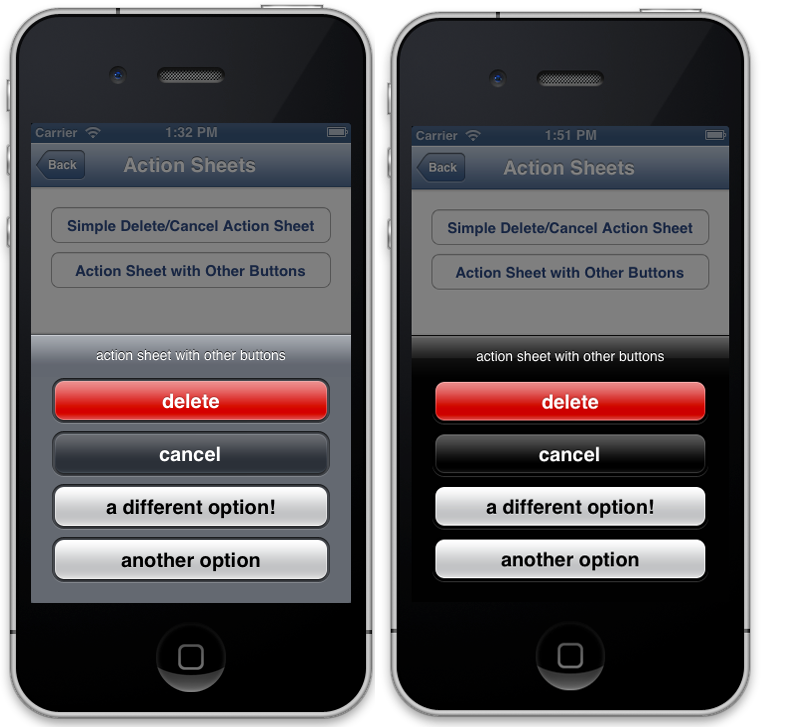 Carrier 1:32 PM
Back Action Sheets
Simple Delete/Cancel Action Sheet
Action Sheet with Other Buttons
action sheet with other buttons
delete
cancel
a different option!
another option
Carrier 1:51 PM
Back Action Sheets
Simple Delete/Cancel Action Sheet
Action Sheet with Other Buttons
action sheet with other buttons
delete
cancel
a different option!
another option